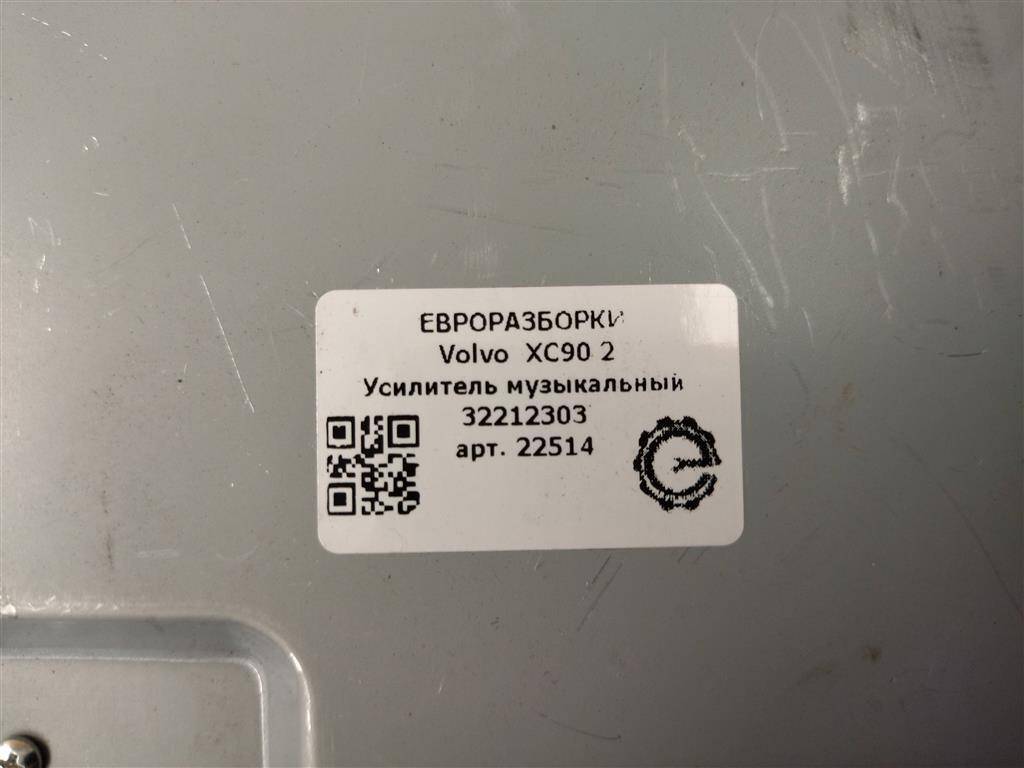 ЕВРОРАЗБОРКИ
Volvo XC90 2
Усилитель музыкальный
32212303
арт. 22514